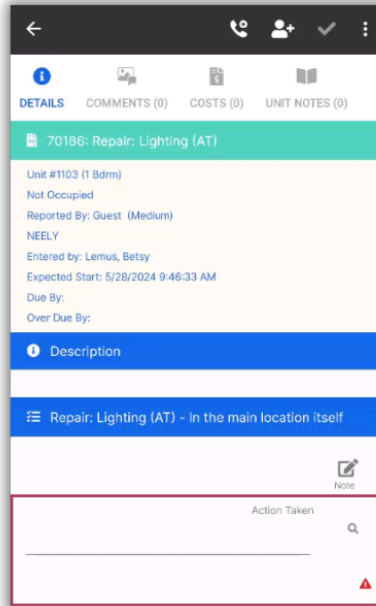 DETAILS
COMMENTS (0)
COSTS (0)
UNIT NOTES (0)
70186: Repair: Lighting (AT)
Unit #1103 (1 Bdrm)
Not Occupied
Reported By: Guest (Medium)
NEELY
Entered by: Lemus, Betsy
Expected Start: 5/28/2024 9:46:33 AM
Due By:
Over Due By:
Description
Repair: Lighting (AT) - In the main location itself
Note
Action Taken